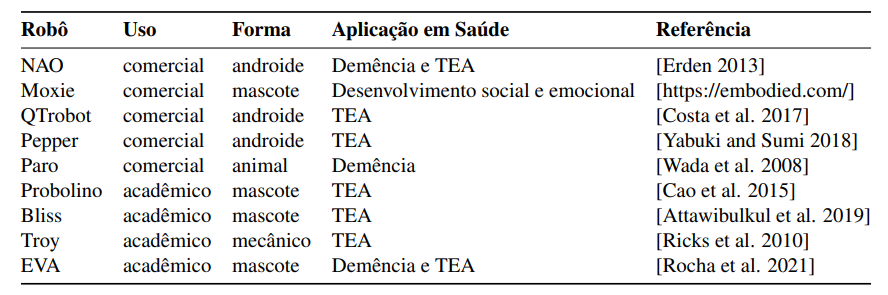 Robô Uso Forma Aplicação em Saúde Referência
NAO comercial androide Demência e TEA [Erden 2013]
Moxie comercial mascote Desenvolvimento social e emocional [https://embodied.com/]
QTrobot comercial androide TEA [Costa et al. 2017]
Pepper comercial androide TEA [Yabuki and Sumi 2018]
Paro comercial animal Demência [Wada et al. 2008]
Probolino acadêmico mascote TEA [Cao et al. 2015]
Bliss acadêmico mascote TEA [Attawibulkul et al. 2019]
Troy acadêmico mecânico TEA [Ricks et al. 2010]
EVA acadêmico mascote Demência e TEA [Rocha et al. 2021]